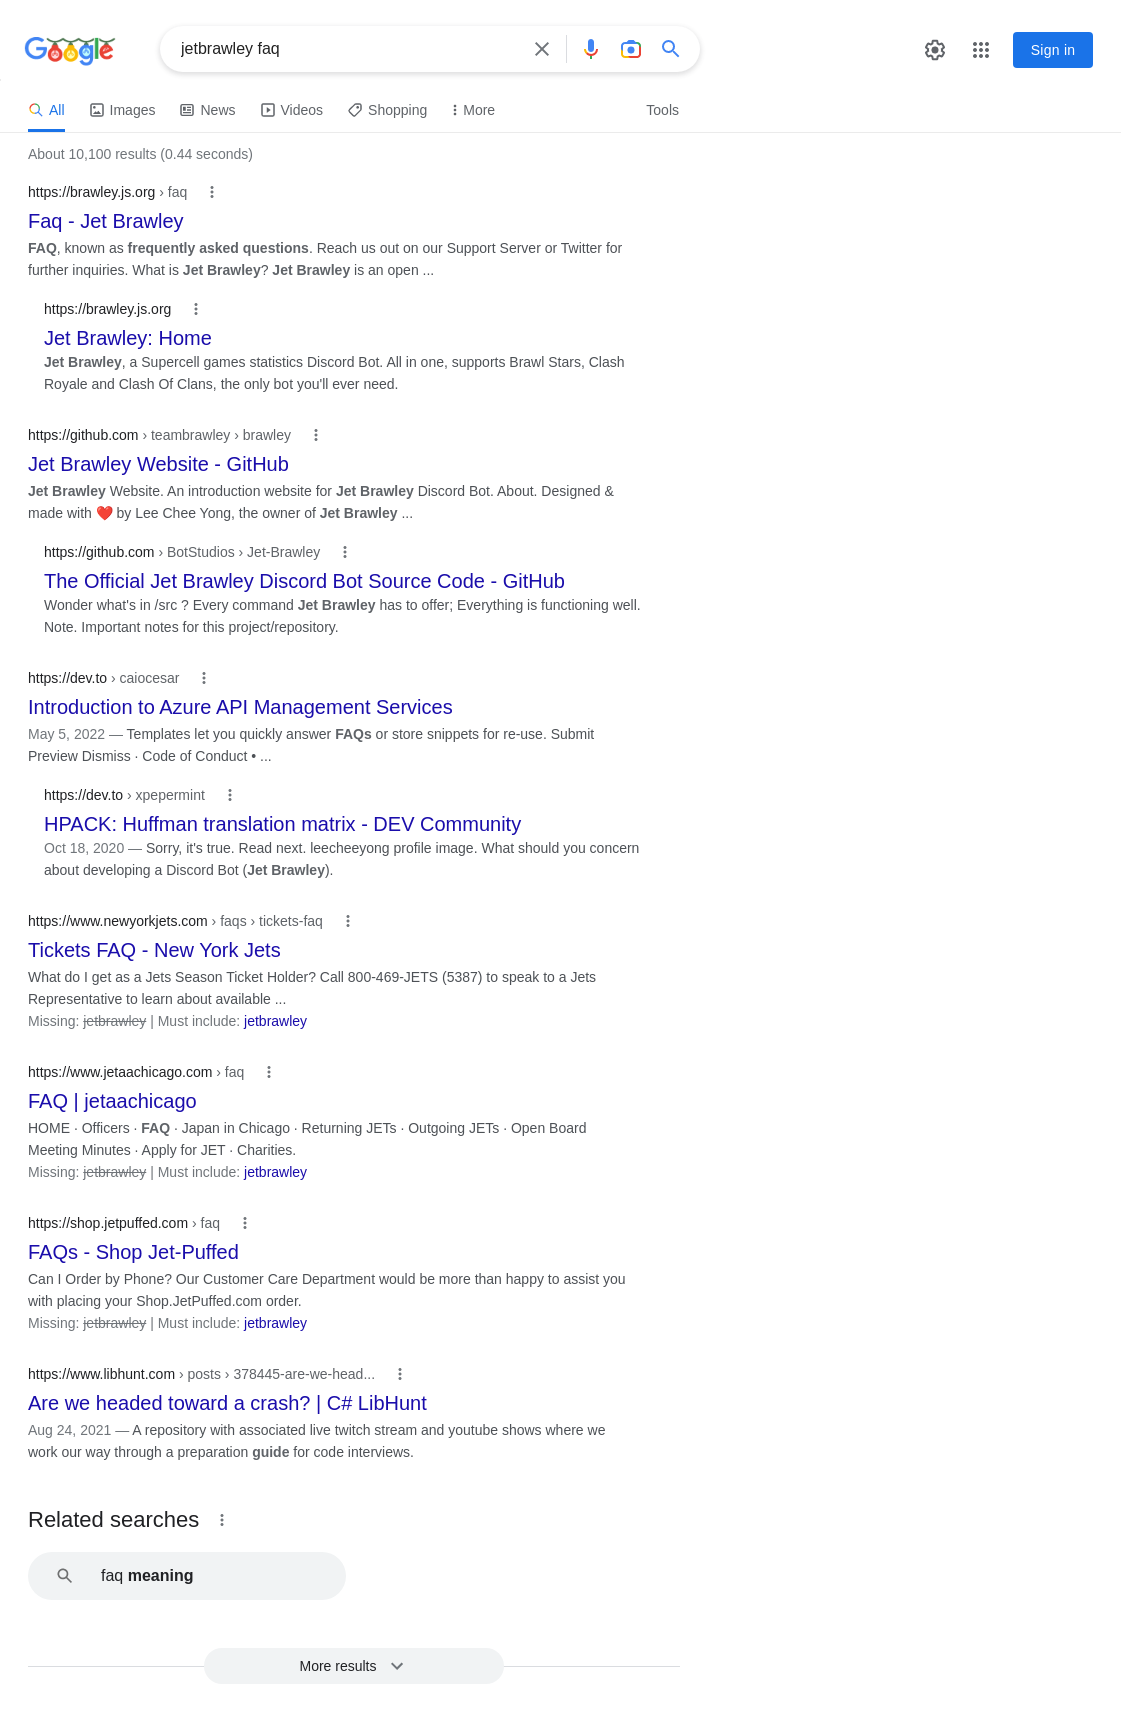 Google
jetbrawley faq
Sign in
All
Images
News
Videos
Shopping
More
Tools
About 10,100 results (0.44 seconds)
https://brawley.js.org › faq
Faq - Jet Brawley
FAQ, known as frequently asked questions. Reach us out on our Support Server or Twitter for
further inquiries. What is Jet Brawley? Jet Brawley is an open ...
https://brawley.js.org
Jet Brawley: Home
Jet Brawley, a Supercell games statistics Discord Bot. All in one, supports Brawl Stars, Clash
Royale and Clash Of Clans, the only bot you'll ever need.
https://github.com › teambrawley › brawley
Jet Brawley Website - GitHub
Jet Brawley Website. An introduction website for Jet Brawley Discord Bot. About. Designed &
made with ❤️ by Lee Chee Yong, the owner of Jet Brawley ...
https://github.com › BotStudios › Jet-Brawley
The Official Jet Brawley Discord Bot Source Code - GitHub
Wonder what's in /src ? Every command Jet Brawley has to offer; Everything is functioning well.
Note. Important notes for this project/repository.
https://dev.to › caiocesar
Introduction to Azure API Management Services
May 5, 2022 — Templates let you quickly answer FAQs or store snippets for re-use. Submit
Preview Dismiss · Code of Conduct • ...
https://dev.to › xpepermint
HPACK: Huffman translation matrix - DEV Community
Oct 18, 2020 — Sorry, it's true. Read next. leecheeyong profile image. What should you concern
about developing a Discord Bot (Jet Brawley).
https://www.newyorkjets.com › faqs › tickets-faq
Tickets FAQ - New York Jets
What do I get as a Jets Season Ticket Holder? Call 800-469-JETS (5387) to speak to a Jets
Representative to learn about available ...
Missing: jetbrawley | Must include: jetbrawley
https://www.jetaachicago.com › faq
FAQ | jetaachicago
HOME · Officers · FAQ · Japan in Chicago · Returning JETs · Outgoing JETs · Open Board
Meeting Minutes · Apply for JET · Charities.
Missing: jetbrawley | Must include: jetbrawley
https://shop.jetpuffed.com › faq
FAQs - Shop Jet-Puffed
Can I Order by Phone? Our Customer Care Department would be more than happy to assist you
with placing your Shop.JetPuffed.com order.
Missing: jetbrawley | Must include: jetbrawley
https://www.libhunt.com › posts › 378445-are-we-head...
Are we headed toward a crash? | C# LibHunt
Aug 24, 2021 — A repository with associated live twitch stream and youtube shows where we
work our way through a preparation guide for code interviews.
Related searches
faq meaning
More results